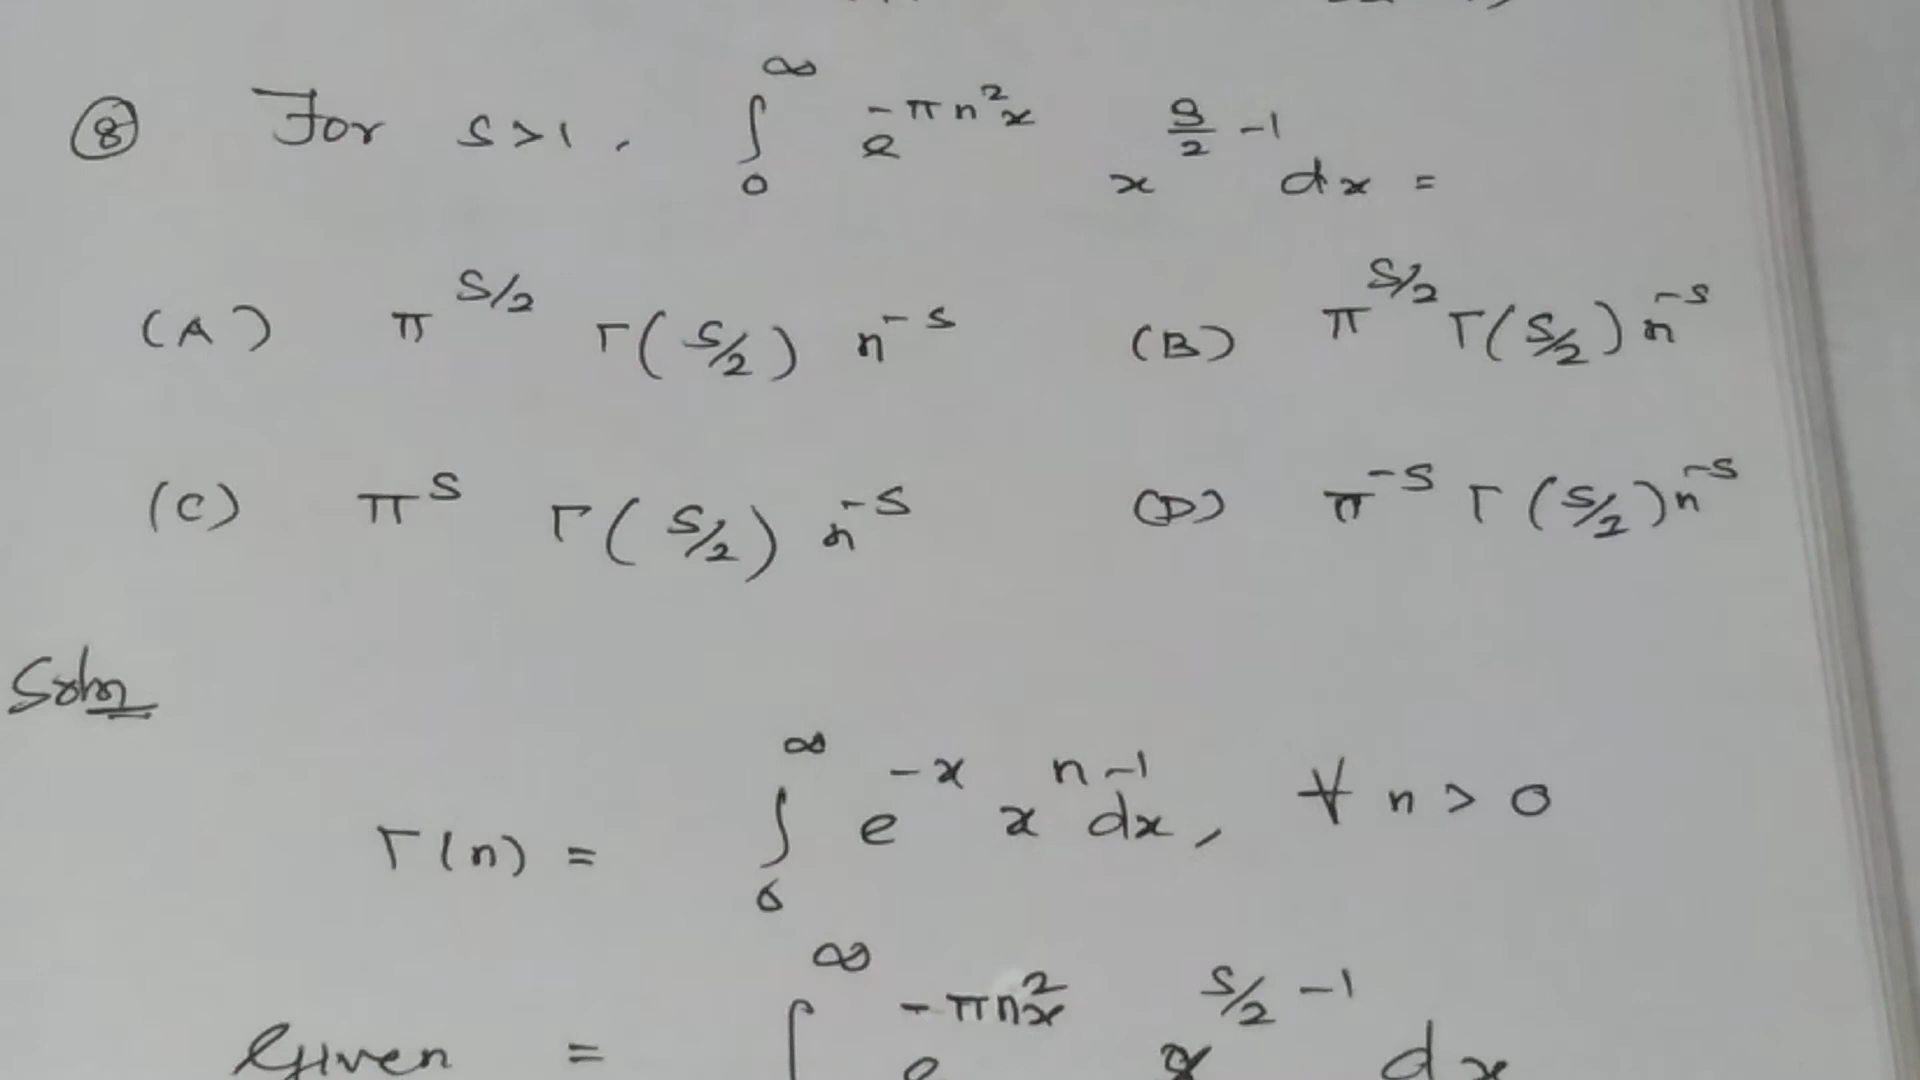 ⑧ For s>1, ∫₀^∞ e^{-πn²x} x^{s/2 -1} dx =
(A) π^{S/2} Γ(S/2) n^{-s} (B) π^{S/2} Γ(S/2) n^{-s}
(C) π^S Γ(S/2) n^{-s} (D) π^{-s} Γ(S/2) n^{-s}
Soln
Γ(n) = ∫₀^∞ e^{-x} x^{n-1} dx, ∀ n > 0
Given = ∫^∞ e^{-πn²x} x^{S/2 -1} dx